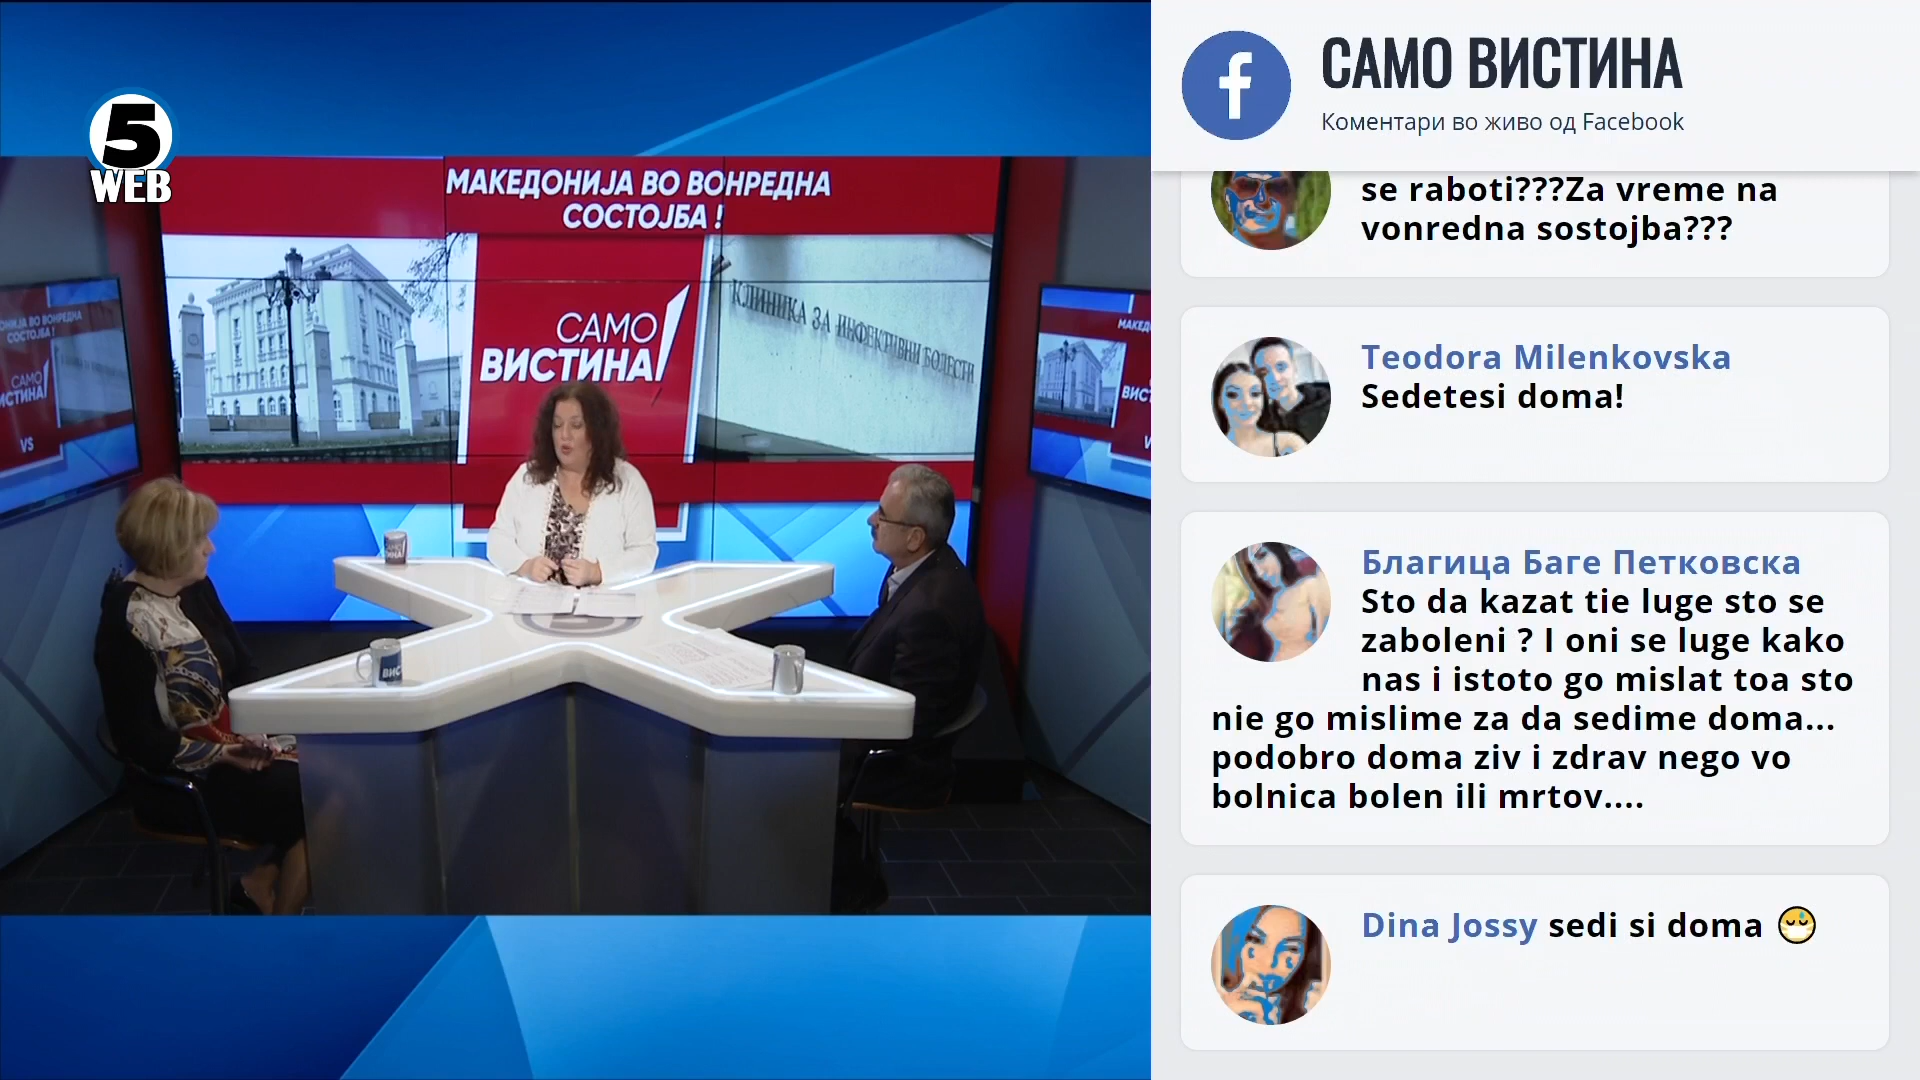 5
WEB
МАКЕДОНИЈА ВО ВОНРЕДНА
СОСТОЈБА !
САМО
ВИСТИНА!
КЛИНИКА ЗА ИНФЕКТИВНИ БОЛЕСТИ
СОСТОЈБА !
САМО
VS
САМО ВИСТИНА
Коментари во живо од Facebook
se raboti???Za vreme na
vonredna sostojba???
Teodora Milenkovska
Sedetesi doma!
Благица Баге Петковска
Sto da kazat tie luge sto se
zaboleni ? I oni se luge kako
nas i istoto go mislat toa sto
nie go mislime za da sedime doma...
podobro doma ziv i zdrav nego vo
bolnica bolen ili mrtov....
Dina Jossy sedi si doma 😷